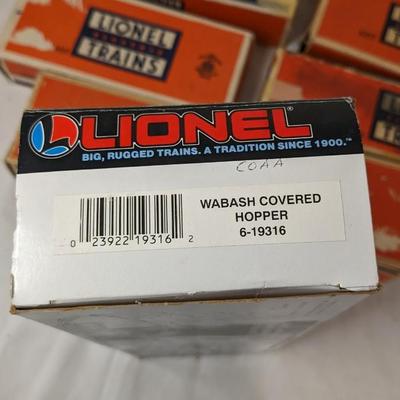 LIONEL
TRAINS
LIONEL
BIG, RUGGED TRAINS. A TRADITION SINCE 1900.™
COAA
WABASH COVERED
HOPPER
6-19316
0 23922 19316 2